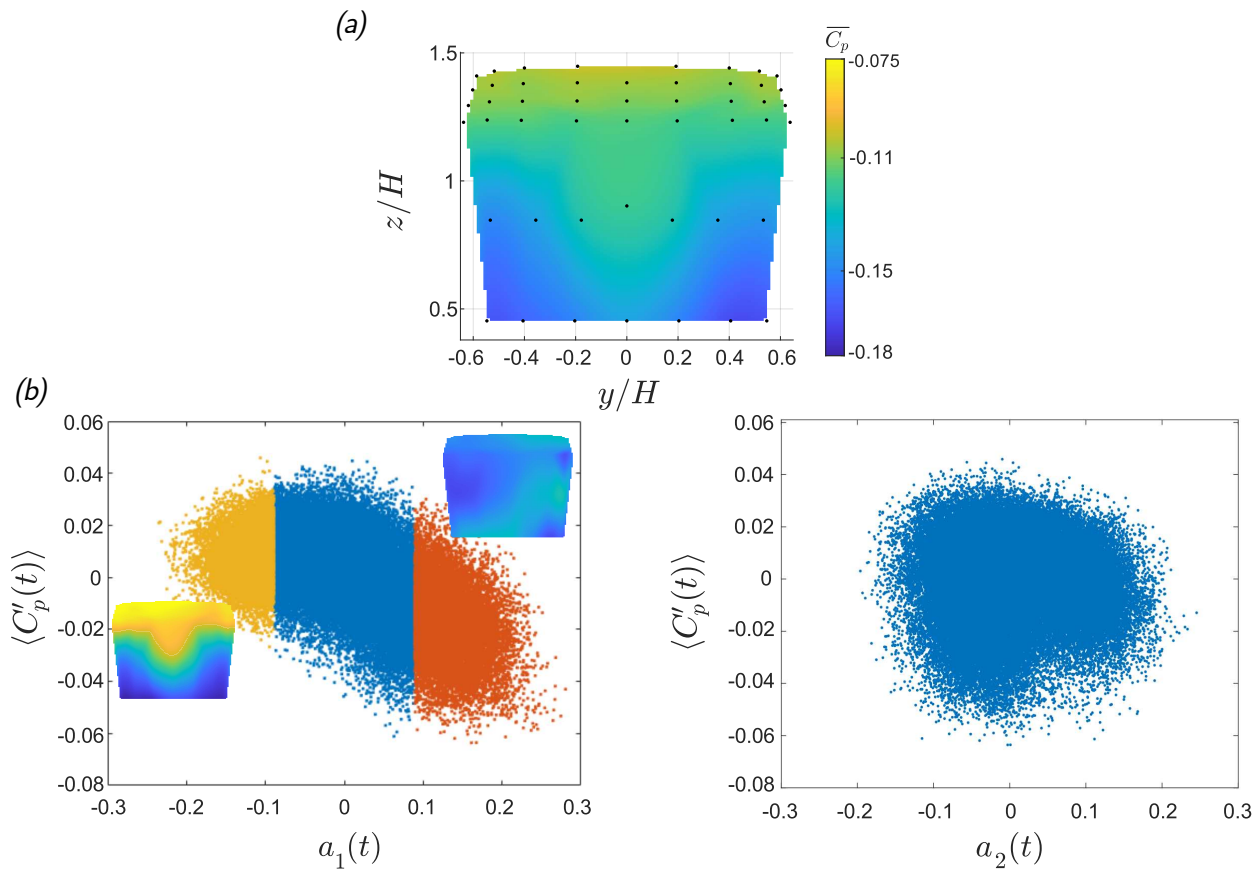 (a)
$\overline{C_p}$
1.5
1
0.5
z/H
-0.6 -0.4 -0.2 0 0.2 0.4 0.6
y/H
-0.075
-0.11
-0.15
-0.18
(b)
0.06
0.04
0.02
0
-0.02
-0.04
-0.06
-0.08
⟨C′ₚ(t)⟩
-0.3 -0.2 -0.1 0 0.1 0.2 0.3
a₁(t)
0.06
0.04
0.02
0
-0.02
-0.04
-0.06
-0.08
⟨C′ₚ(t)⟩
-0.3 -0.2 -0.1 0 0.1 0.2 0.3
a₂(t)